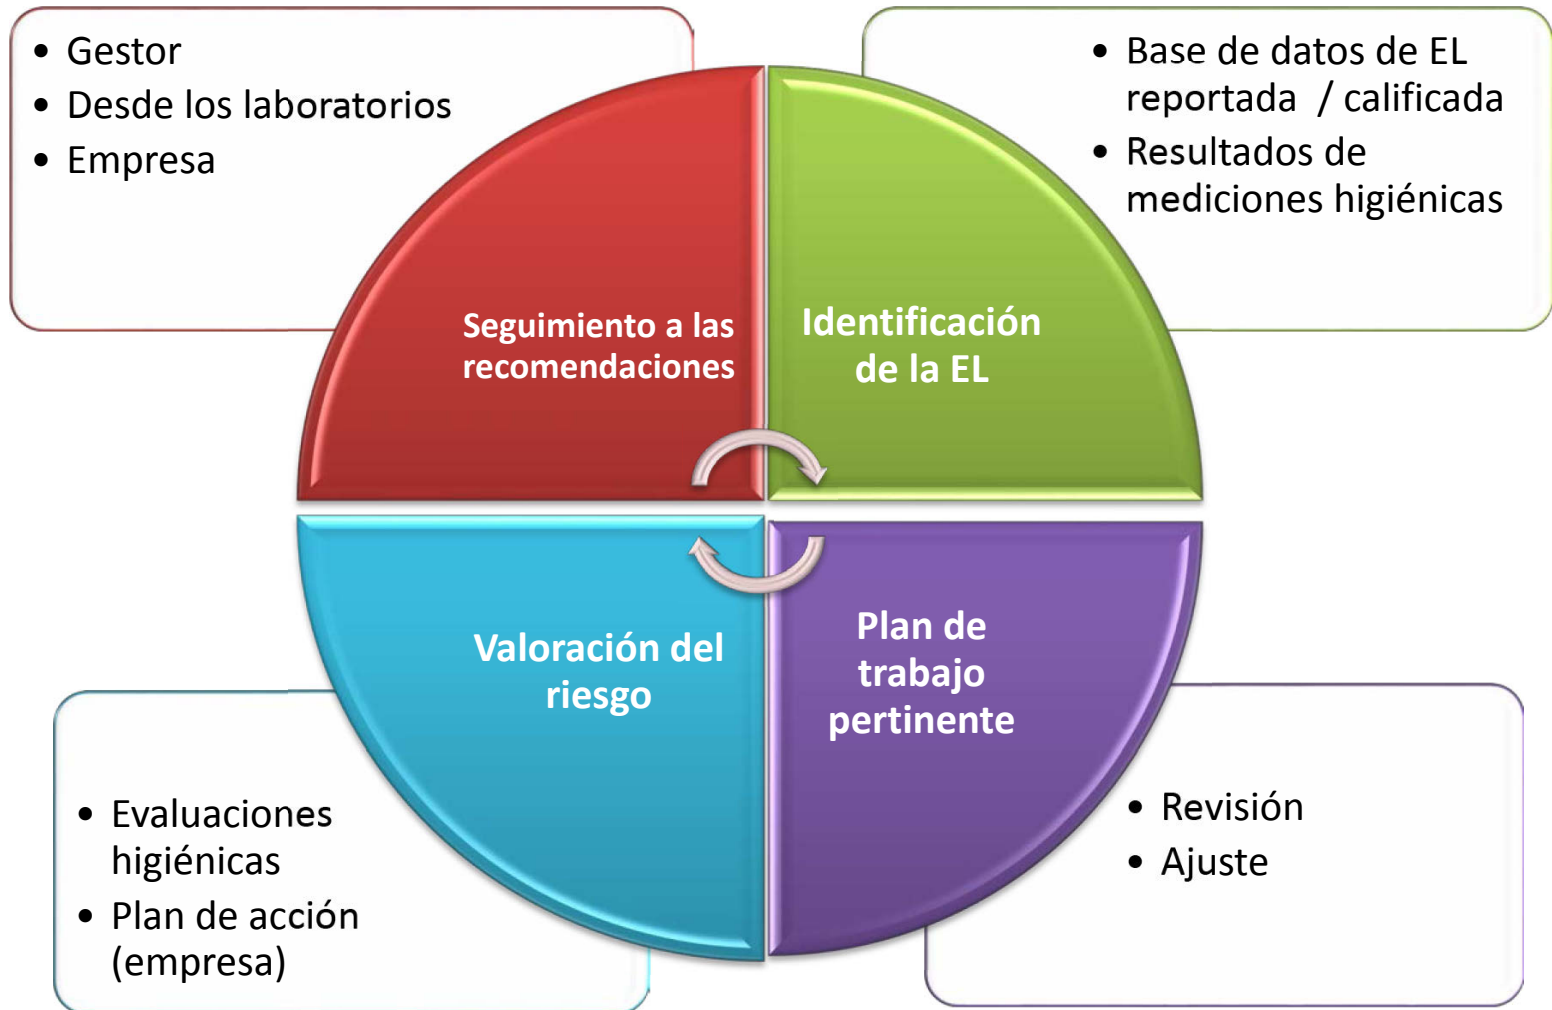 • Gestor
• Desde los laboratorios
• Empresa
• Base de datos de EL
reportada / calificada
• Resultados de
mediciones higiénicas
Seguimiento a las
recomendaciones
Identificación
de la EL
Valoración del
riesgo
Plan de
trabajo
pertinente
• Evaluaciones
higiénicas
• Plan de acción
(empresa)
• Revisión
• Ajuste